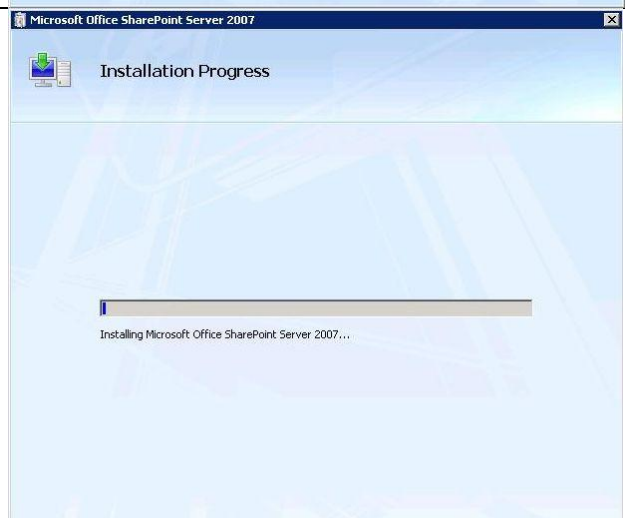 Microsoft Office SharePoint Server 2007
Installation Progress
Installing Microsoft Office SharePoint Server 2007...